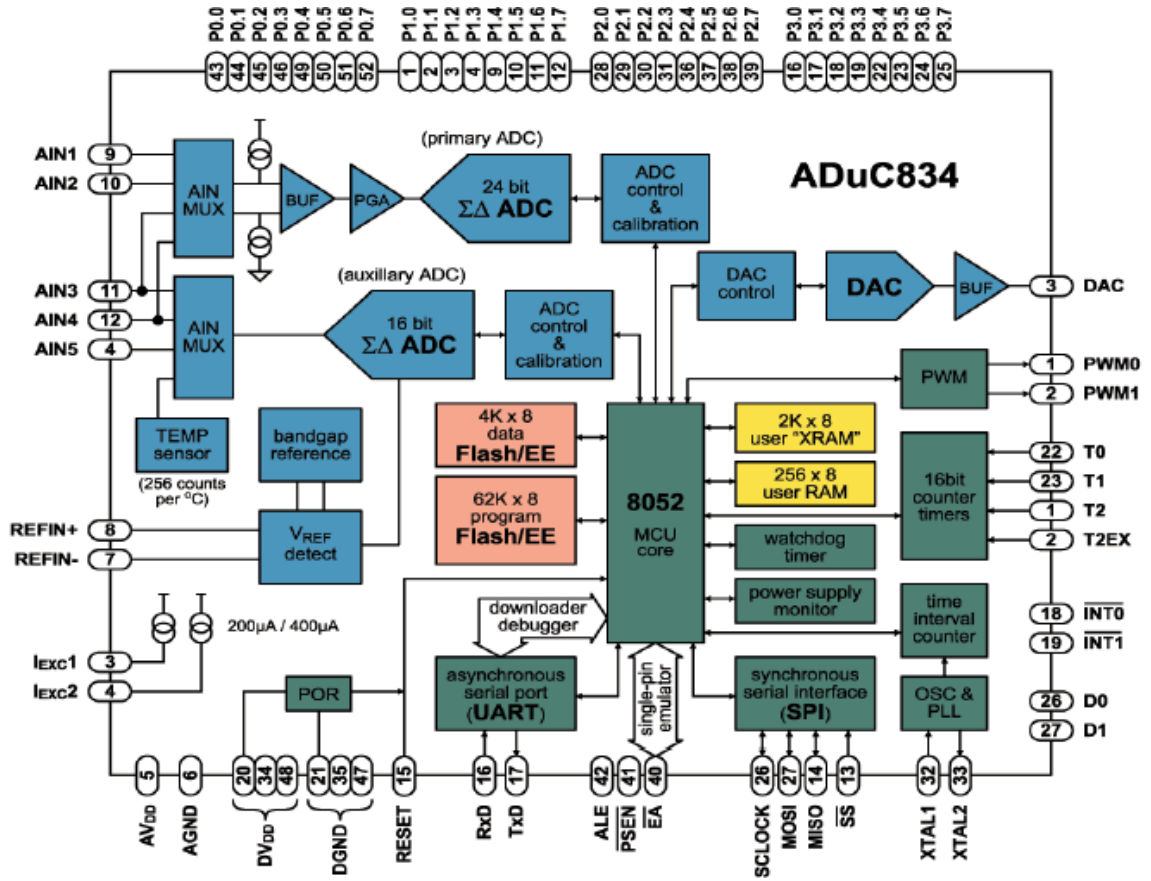 P0.0 P0.1 P0.2 P0.3 P0.4 P0.5 P0.6 P0.7 P1.0 P1.1 P1.2 P1.3 P1.4 P1.5 P1.6 P1.7 P2.0 P2.1 P2.2 P2.3 P2.4 P2.5 P2.6 P2.7 P3.0 P3.1 P3.2 P3.3 P3.4 P3.5 P3.6 P3.7
43 44 45 46 49 50 51 52 1 2 3 4 9 10 11 12 28 29 30 31 36 37 38 39 16 17 18 19 22 23 24 25
ADuC834
AIN1 9
AIN2 10
AIN3 11
AIN4 12
AIN5 4
AIN
MUX
BUF
PGA
(primary ADC)
24 bit
ΣΔ ADC
ADC
control
&
calibration
AIN
MUX
(auxillary ADC)
16 bit
ΣΔ ADC
ADC
control
&
calibration
DAC
control
DAC
BUF
3 DAC
PWM
1 PWM0
2 PWM1
TEMP
sensor
(256 counts
per °C)
bandgap
reference
VREF
detect
REFIN+ 8
REFIN- 7
4K x 8
data
Flash/EE
62K x 8
program
Flash/EE
8052
MCU
core
2K x 8
user “XRAM”
256 x 8
user RAM
watchdog
timer
power supply
monitor
16bit
counter
timers
22 T0
23 T1
1 T2
2 T2EX
time
interval
counter
18 INT0
19 INT1
OSC &
PLL
26 D0
27 D1
200µA / 400µA
IEXC1 3
IEXC2 4
POR
downloader
debugger
asynchronous
serial port
(UART)
single-pin
emulator
synchronous
serial interface
(SPI)
5 6 20 34 48 21 35 47 15 16 17 42 41 40 26 27 14 13 32 33
AVDD AGND DVDD DGND RESET RxD TxD ALE PSEN EA SCLOCK MOSI MISO SS XTAL1 XTAL2